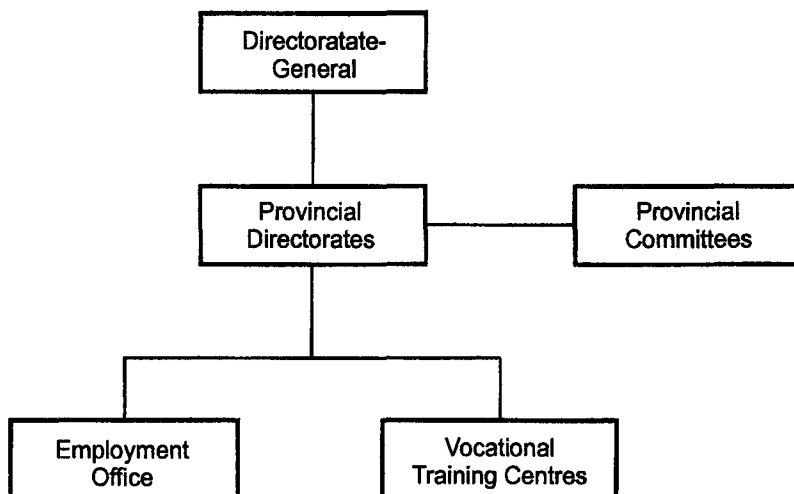 Directoratate-
General
Provincial
Directorates
Provincial
Committees
Employment
Office
Vocational
Training Centres